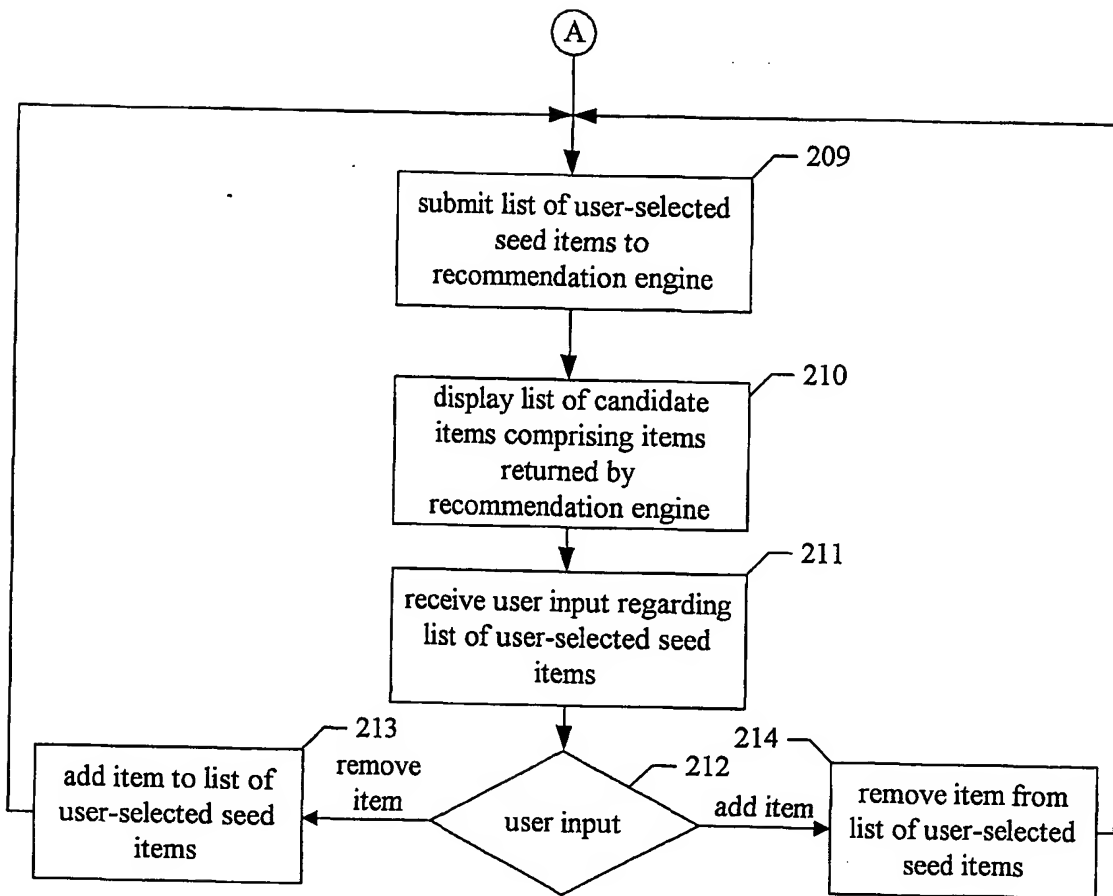 A
209
submit list of user-selected
seed items to
recommendation engine
210
display list of candidate
items comprising items
returned by
recommendation engine
211
receive user input regarding
list of user-selected seed
items
213
add item to list of
user-selected seed
items
remove
item
212
user input
add item
214
remove item from
list of user-selected
seed items